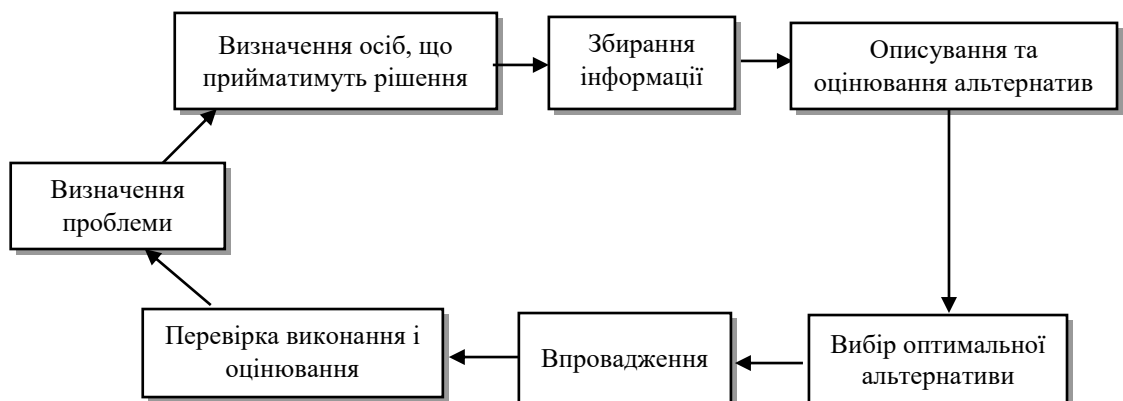 Визначення осіб, що
прийматимуть рішення
Збирання
інформації
Описування та
оцінювання альтернатив
Визначення
проблеми
Перевірка виконання і
оцінювання
Впровадження
Вибір оптимальної
альтернативи